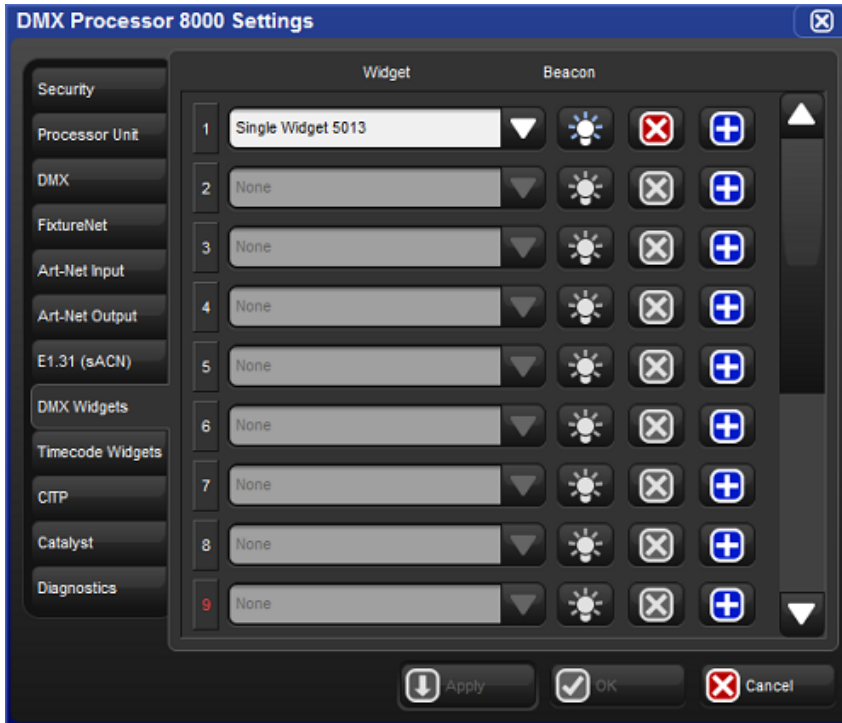 DMX Processor 8000 Settings
Widget Beacon
Security
Processor Unit
DMX
FixtureNet
Art-Net Input
Art-Net Output
E1.31 (sACN)
DMX Widgets
Timecode Widgets
CITP
Catalyst
Diagnostics
1 Single Widget 5013
2 None
3 None
4 None
5 None
6 None
7 None
8 None
9 None
Apply OK Cancel